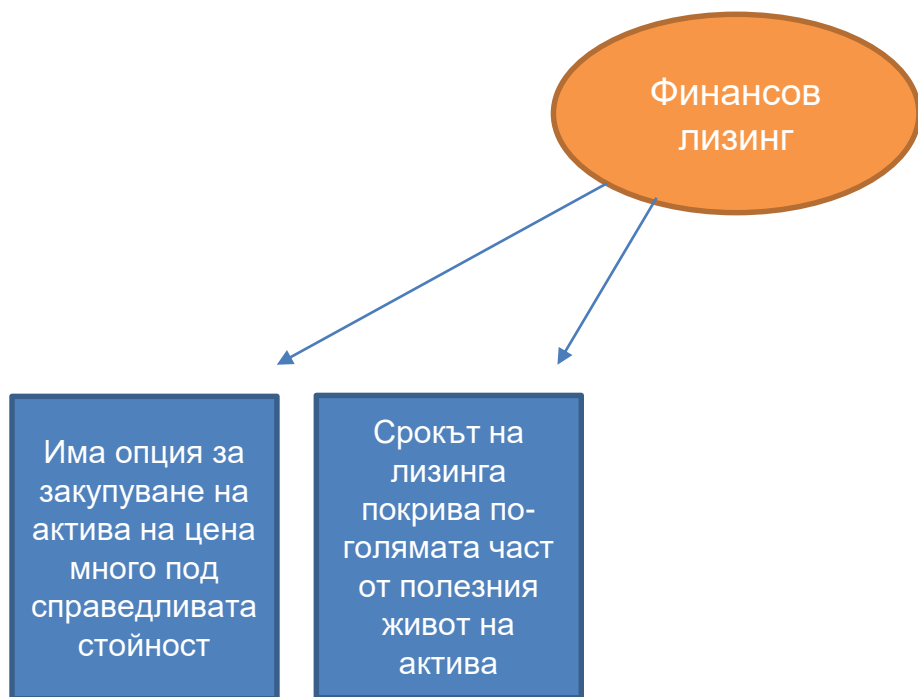 Финансов
лизинг
Има опция за
закупуване на
актива на цена
много под
справедливата
стойност
Срокът на
лизинга
покрива по-
голямата част
от полезния
живот на
актива